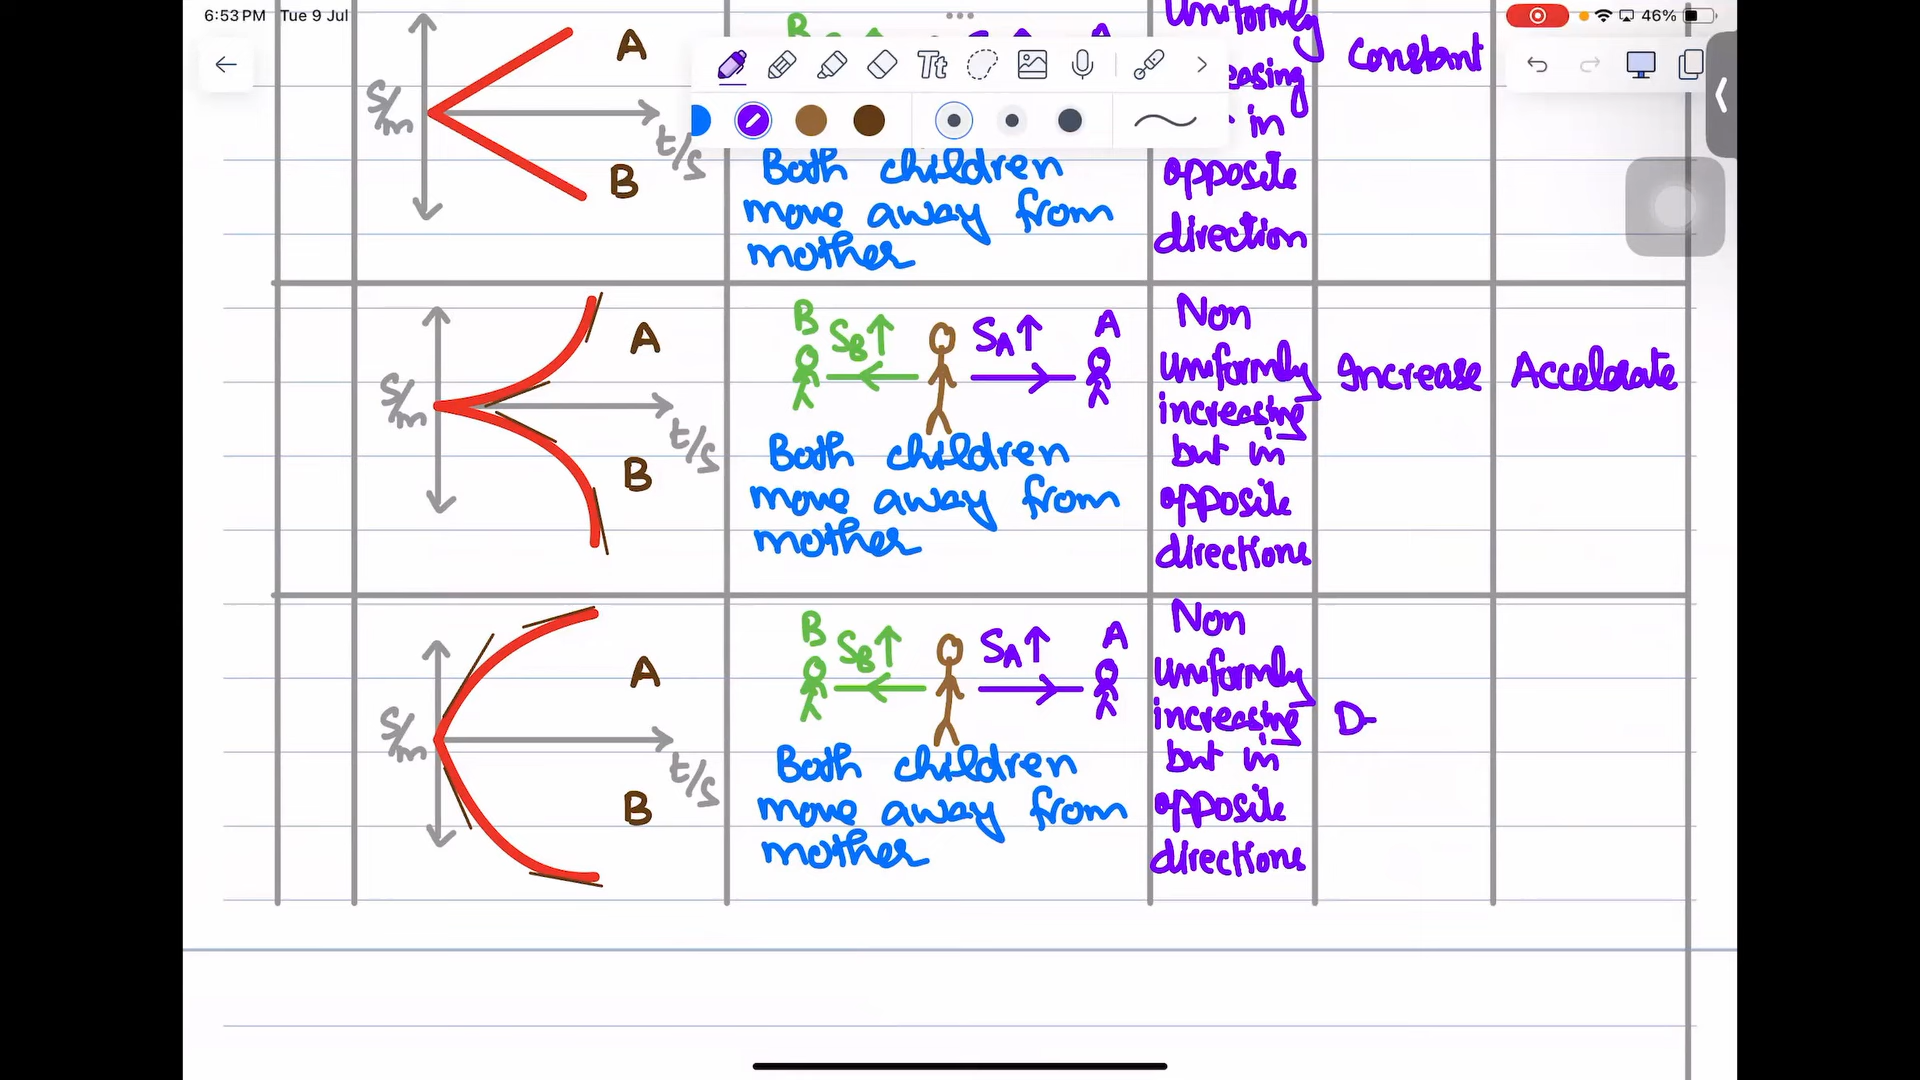 6:53 PM Tue 9 Jul
46%
Tt
A
S/m
t/s
B
B
A
Both children
move away from
mother
Uniformly
in
opposite
direction
Constant
A
S/m
t/s
B
B
SB↑
SA↑
A
Both children
move away from
mother
Non
uniformly
increasing
but in
opposite
directions
Increase
Accelerate
A
S/m
t/s
B
B
SB↑
SA↑
A
Both children
move away from
mother
Non
uniformly
increasing
but in
opposite
directions
D